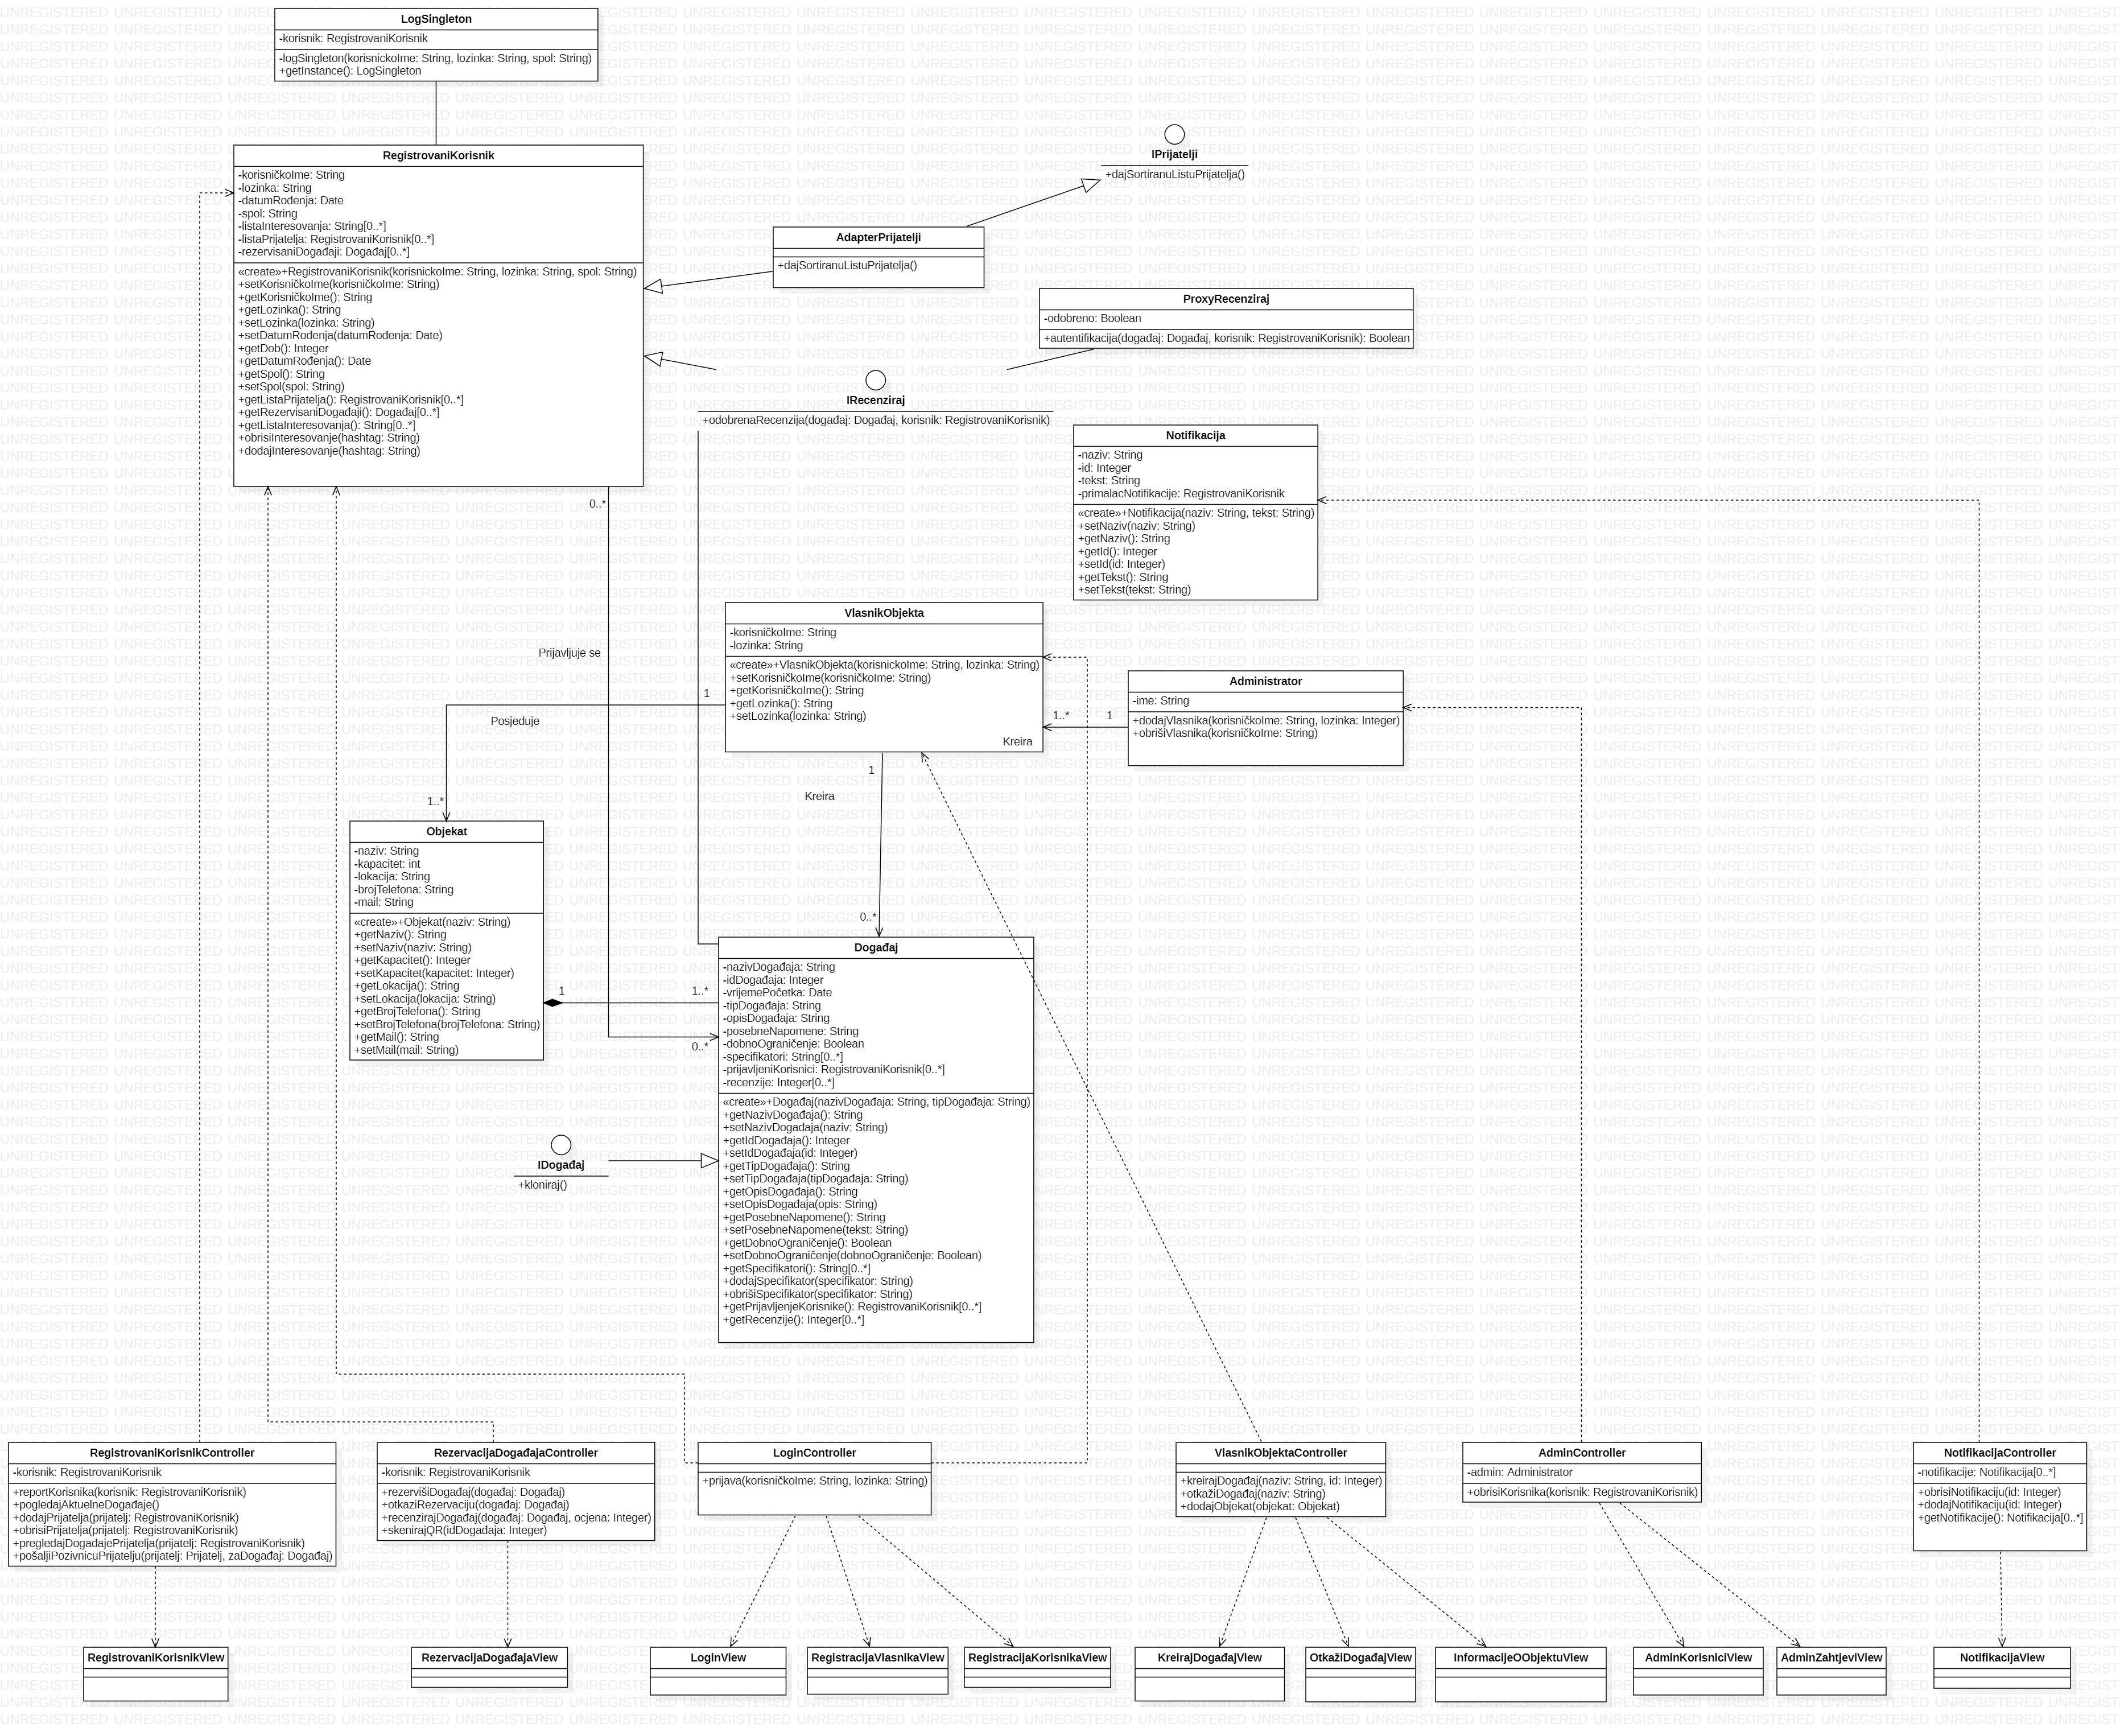 LogSingleton
-korisnik: RegistrovaniKorisnik
-logSingleton(korisnickoIme: String, lozinka: String, spol: String)
+getInstance(): LogSingleton
RegistrovaniKorisnik
-korisničkoIme: String
-lozinka: String
-datumRođenja: Date
-spol: String
-listaInteresovanja: String[0..*]
-listaPrijatelja: RegistrovaniKorisnik[0..*]
-rezervisaniDogađaji: Događaj[0..*]
«create»+RegistrovaniKorisnik(korisnickoIme: String, lozinka: String, spol: String)
+setKorisničkoIme(korisničkoIme: String)
+getKorisničkoIme(): String
+getLozinka(): String
+setLozinka(lozinka: String)
+setDatumRođenja(datumRođenja: Date)
+getDob(): Integer
+getDatumRođenja(): Date
+getSpol(): String
+setSpol(spol: String)
+getListaPrijatelja(): RegistrovaniKorisnik[0..*]
+getRezervisaniDogađaji(): Događaj[0..*]
+getListaInteresovanja(): String[0..*]
+obrisiInteresovanje(hashtag: String)
+dodajInteresovanje(hashtag: String)
IPrijatelji
+dajSortiranuListuPrijatelja()
AdapterPrijatelji
+dajSortiranuListuPrijatelja()
ProxyRecenziraj
-odobreno: Boolean
+autentifikacija(događaj: Događaj, korisnik: RegistrovaniKorisnik): Boolean
IRecenziraj
+odobrenaRecenzija(događaj: Događaj, korisnik: RegistrovaniKorisnik)
Notifikacija
-naziv: String
-id: Integer
-tekst: String
-primalacNotifikacije: RegistrovaniKorisnik
«create»+Notifikacija(naziv: String, tekst: String)
+setNaziv(naziv: String)
+getNaziv(): String
+getId(): Integer
+setId(id: Integer)
+getTekst(): String
+setTekst(tekst: String)
0..*
Prijavljuje se
VlasnikObjekta
-korisničkoIme: String
-lozinka: String
«create»+VlasnikObjekta(korisnickoIme: String, lozinka: String)
+setKorisničkoIme(korisničkoIme: String)
+getKorisničkoIme(): String
+getLozinka(): String
+setLozinka(lozinka: String)
Kreira
1
Posjeduje
1..*
1..*
1
Administrator
-ime: String
+dodajVlasnika(korisničkoIme: String, lozinka: Integer)
+obrišiVlasnika(korisničkoIme: String)
1
Kreira
0..*
Objekat
-naziv: String
-kapacitet: int
-lokacija: String
-brojTelefona: String
-mail: String
«create»+Objekat(naziv: String)
+getNaziv(): String
+setNaziv(naziv: String)
+getKapacitet(): Integer
+setKapacitet(kapacitet: Integer)
+getLokacija(): String
+setLokacija(lokacija: String)
+getBrojTelefona(): String
+setBrojTelefona(brojTelefona: String)
+getMail(): String
+setMail(mail: String)
1
1..*
0..*
Događaj
-nazivDogađaja: String
-idDogađaja: Integer
-vrijemePočetka: Date
-tipDogađaja: String
-opisDogađaja: String
-posebneNapomene: String
-dobnoOgraničenje: Boolean
-specifikatori: String[0..*]
-prijavljeniKorisnici: RegistrovaniKorisnik[0..*]
-recenzije: Integer[0..*]
«create»+Događaj(nazivDogađaja: String, tipDogađaja: String)
+getNazivDogađaja(): String
+setNazivDogađaja(naziv: String)
+getIdDogađaja(): Integer
+setIdDogađaja(id: Integer)
+getTipDogađaja(): String
+setTipDogađaja(tipDogađaja: String)
+getOpisDogađaja(): String
+setOpisDogađaja(opis: String)
+getPosebneNapomene(): String
+setPosebneNapomene(tekst: String)
+getDobnoOgraničenje(): Boolean
+setDobnoOgraničenje(dobnoOgraničenje: Boolean)
+getSpecifikatori(): String[0..*]
+dodajSpecifikator(specifikator: String)
+obrišiSpecifikator(specifikator: String)
+getPrijavljenjeKorisnike(): RegistrovaniKorisnik[0..*]
+getRecenzije(): Integer[0..*]
IDogađaj
+kloniraj()
RegistrovaniKorisnikController
-korisnik: RegistrovaniKorisnik
+reportKorisnika(korisnik: RegistrovaniKorisnik)
+pogledajAktuelneDogađaje()
+dodajPrijatelja(prijatelj: RegistrovaniKorisnik)
+obrisiPrijatelja(prijatelj: RegistrovaniKorisnik)
+pregledajDogađajePrijatelja(prijatelj: RegistrovaniKorisnik)
+pošaljiPozivnicuPrijatelju(prijatelj: Prijatelj, zaDogađaj: Događaj)
RezervacijaDogađajaController
-korisnik: RegistrovaniKorisnik
+rezervišiDogađaj(događaj: Događaj)
+otkaziRezervaciju(događaj: Događaj)
+recenzirajDogađaj(događaj: Događaj, ocjena: Integer)
+skenirajQR(idDogađaja: Integer)
LoginController
+prijava(korisničkoIme: String, lozinka: String)
VlasnikObjektaController
+kreirajDogađaj(naziv: String, id: Integer)
+otkažiDogađaj(naziv: String)
+dodajObjekat(objekat: Objekat)
AdminController
-admin: Administrator
+obrisiKorisnika(korisnik: RegistrovaniKorisnik)
NotifikacijaController
-notifikacije: Notifikacija[0..*]
+obrisiNotifikaciju(id: Integer)
+dodajNotifikaciju(id: Integer)
+getNotifikacije(): Notifikacija[0..*]
RegistrovaniKorisnikView
RezervacijaDogađajaView
LoginView
RegistracijaVlasnikaView
RegistracijaKorisnikaView
KreirajDogađajView
OtkažiDogađajView
InformacijeOObjektuView
AdminKorisniciView
AdminZahtjeviView
NotifikacijaView